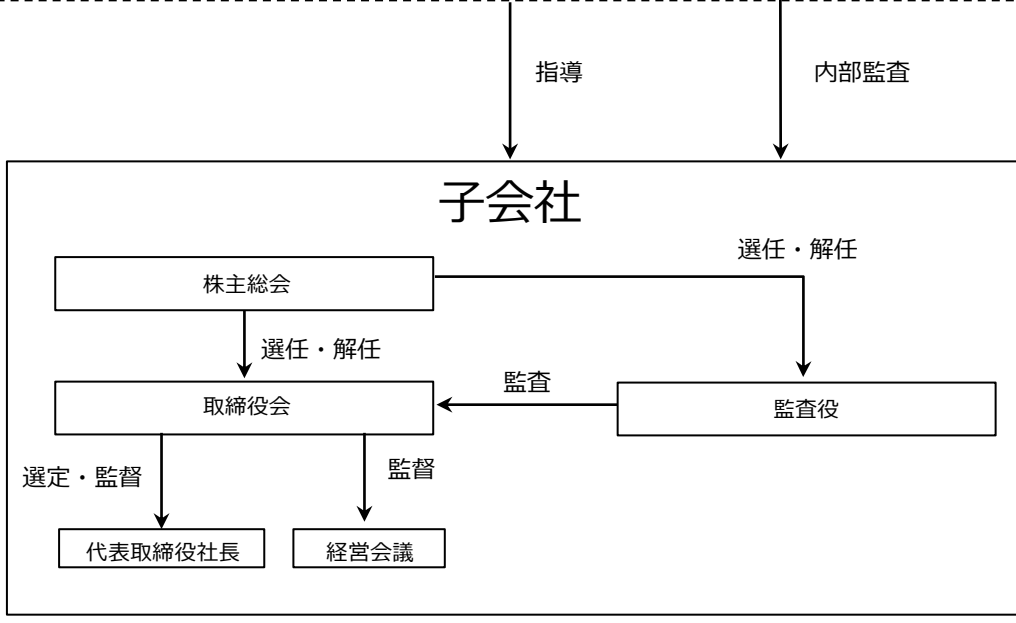 指導
内部監査
子会社
選任・解任
株主総会
選任・解任
監査
取締役会
監査役
選定・監督
監督
代表取締役社長
経営会議